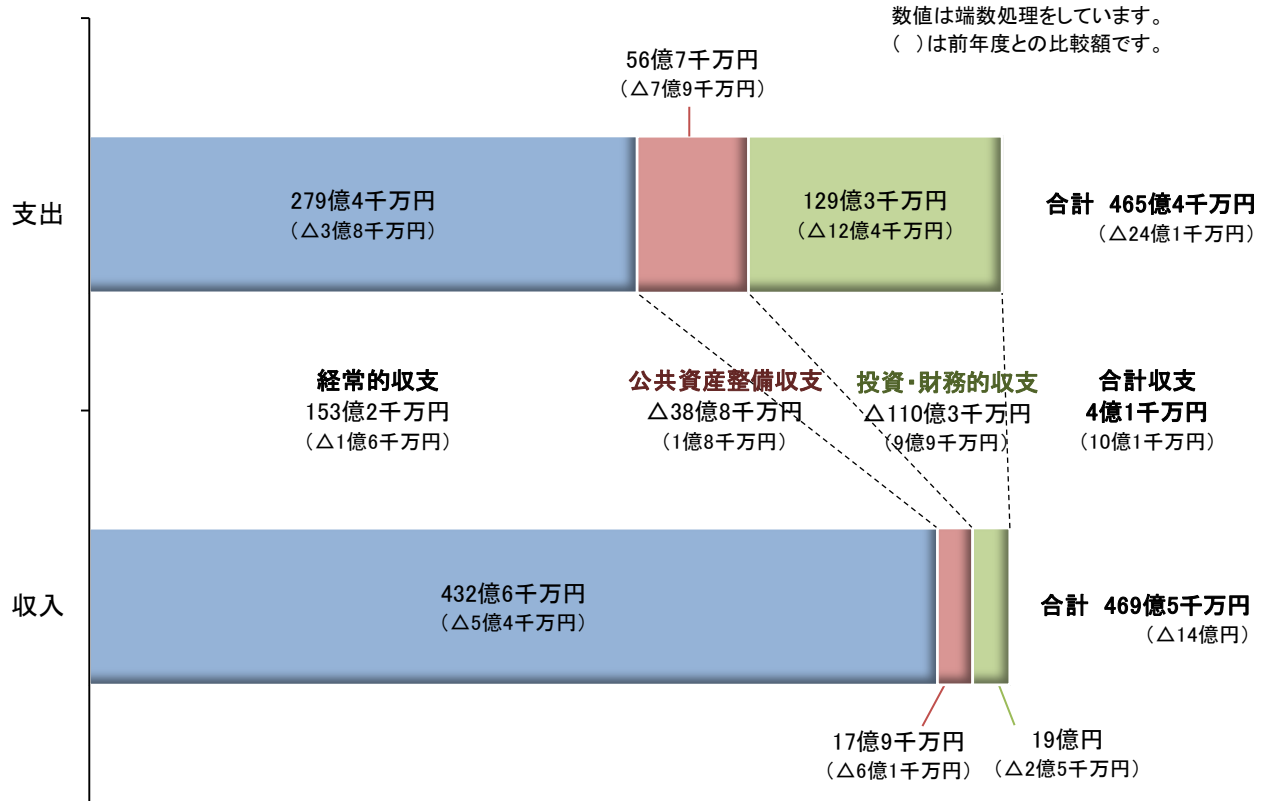 数値は端数処理をしています。
( )は前年度との比較額です。
56億7千万円
(△7億9千万円)
支出
279億4千万円
(△3億8千万円)
129億3千万円
(△12億4千万円)
合計 465億4千万円
(△24億1千万円)
経常的収支
153億2千万円
(△1億6千万円)
公共資産整備収支
△38億8千万円
(1億8千万円)
投資・財務的収支
△110億3千万円
(9億9千万円)
合計収支
4億1千万円
(10億1千万円)
収入
432億6千万円
(△5億4千万円)
合計 469億5千万円
(△14億円)
17億9千万円
(△6億1千万円)
19億円
(△2億5千万円)